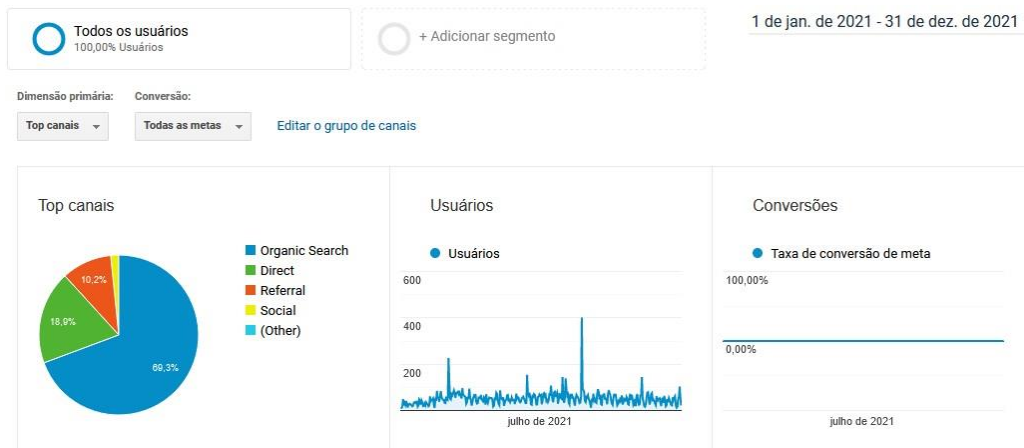 Todos os usuários
100,00% Usuários
+ Adicionar segmento
1 de jan. de 2021 - 31 de dez. de 2021
Dimensão primária:
Conversão:
Top canais
Todas as metas
Editar o grupo de canais
Top canais
10,2%
18,9%
69,3%
Organic Search
Direct
Referral
Social
(Other)
Usuários
Usuários
600
400
200
julho de 2021
Conversões
Taxa de conversão de meta
100,00%
0,00%
julho de 2021